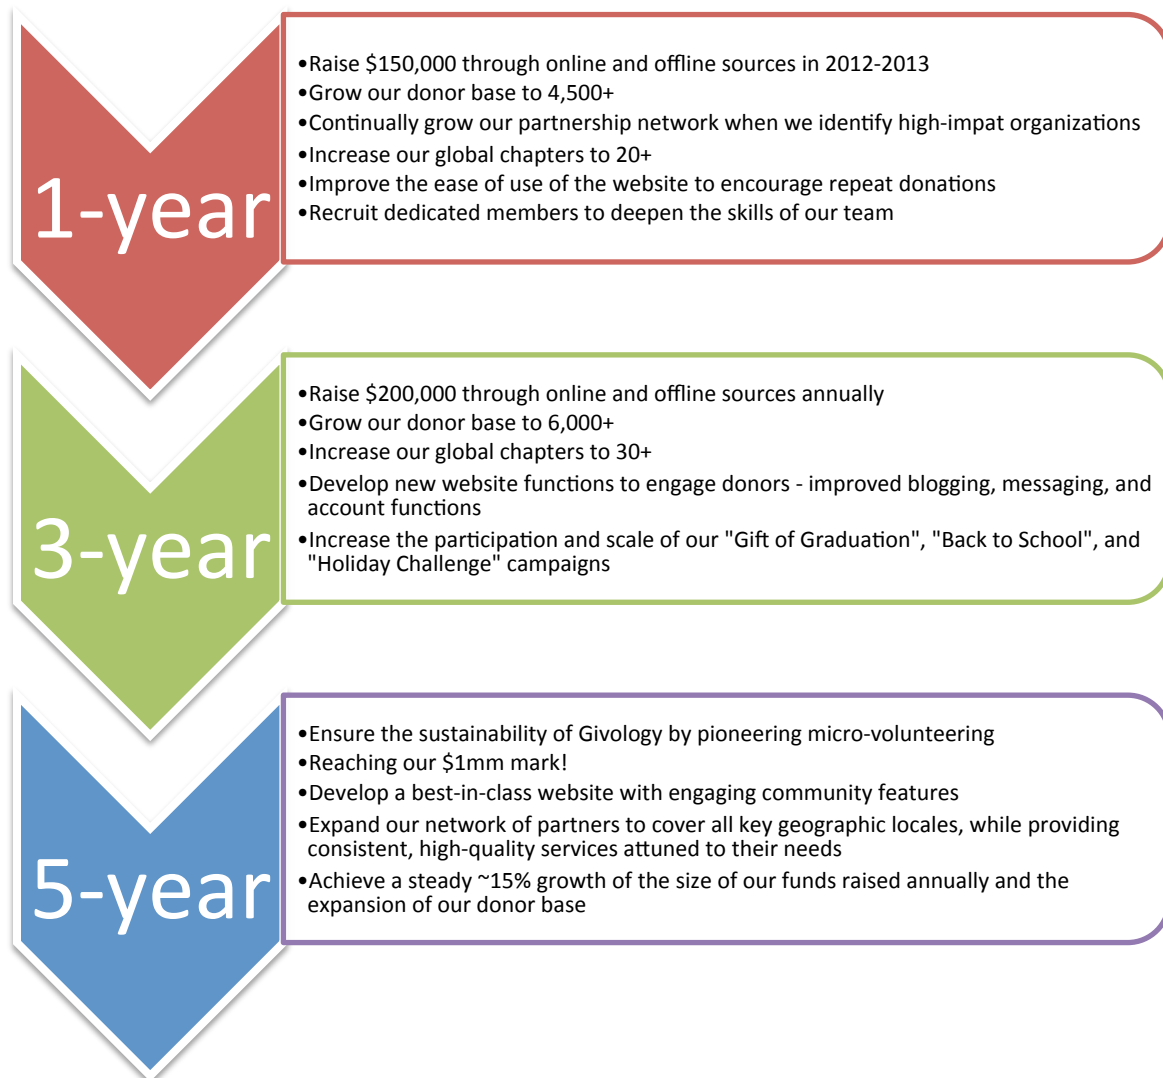 1-year
•Raise $150,000 through online and offline sources in 2012-2013
•Grow our donor base to 4,500+
•Continually grow our partnership network when we identify high-impat organizations
•Increase our global chapters to 20+
•Improve the ease of use of the website to encourage repeat donations
•Recruit dedicated members to deepen the skills of our team
3-year
•Raise $200,000 through online and offline sources annually
•Grow our donor base to 6,000+
•Increase our global chapters to 30+
•Develop new website functions to engage donors - improved blogging, messaging, and
account functions
•Increase the participation and scale of our "Gift of Graduation", "Back to School", and
"Holiday Challenge" campaigns
5-year
•Ensure the sustainability of Givology by pioneering micro-volunteering
•Reaching our $1mm mark!
•Develop a best-in-class website with engaging community features
•Expand our network of partners to cover all key geographic locales, while providing
consistent, high-quality services attuned to their needs
•Achieve a steady ~15% growth of the size of our funds raised annually and the
expansion of our donor base